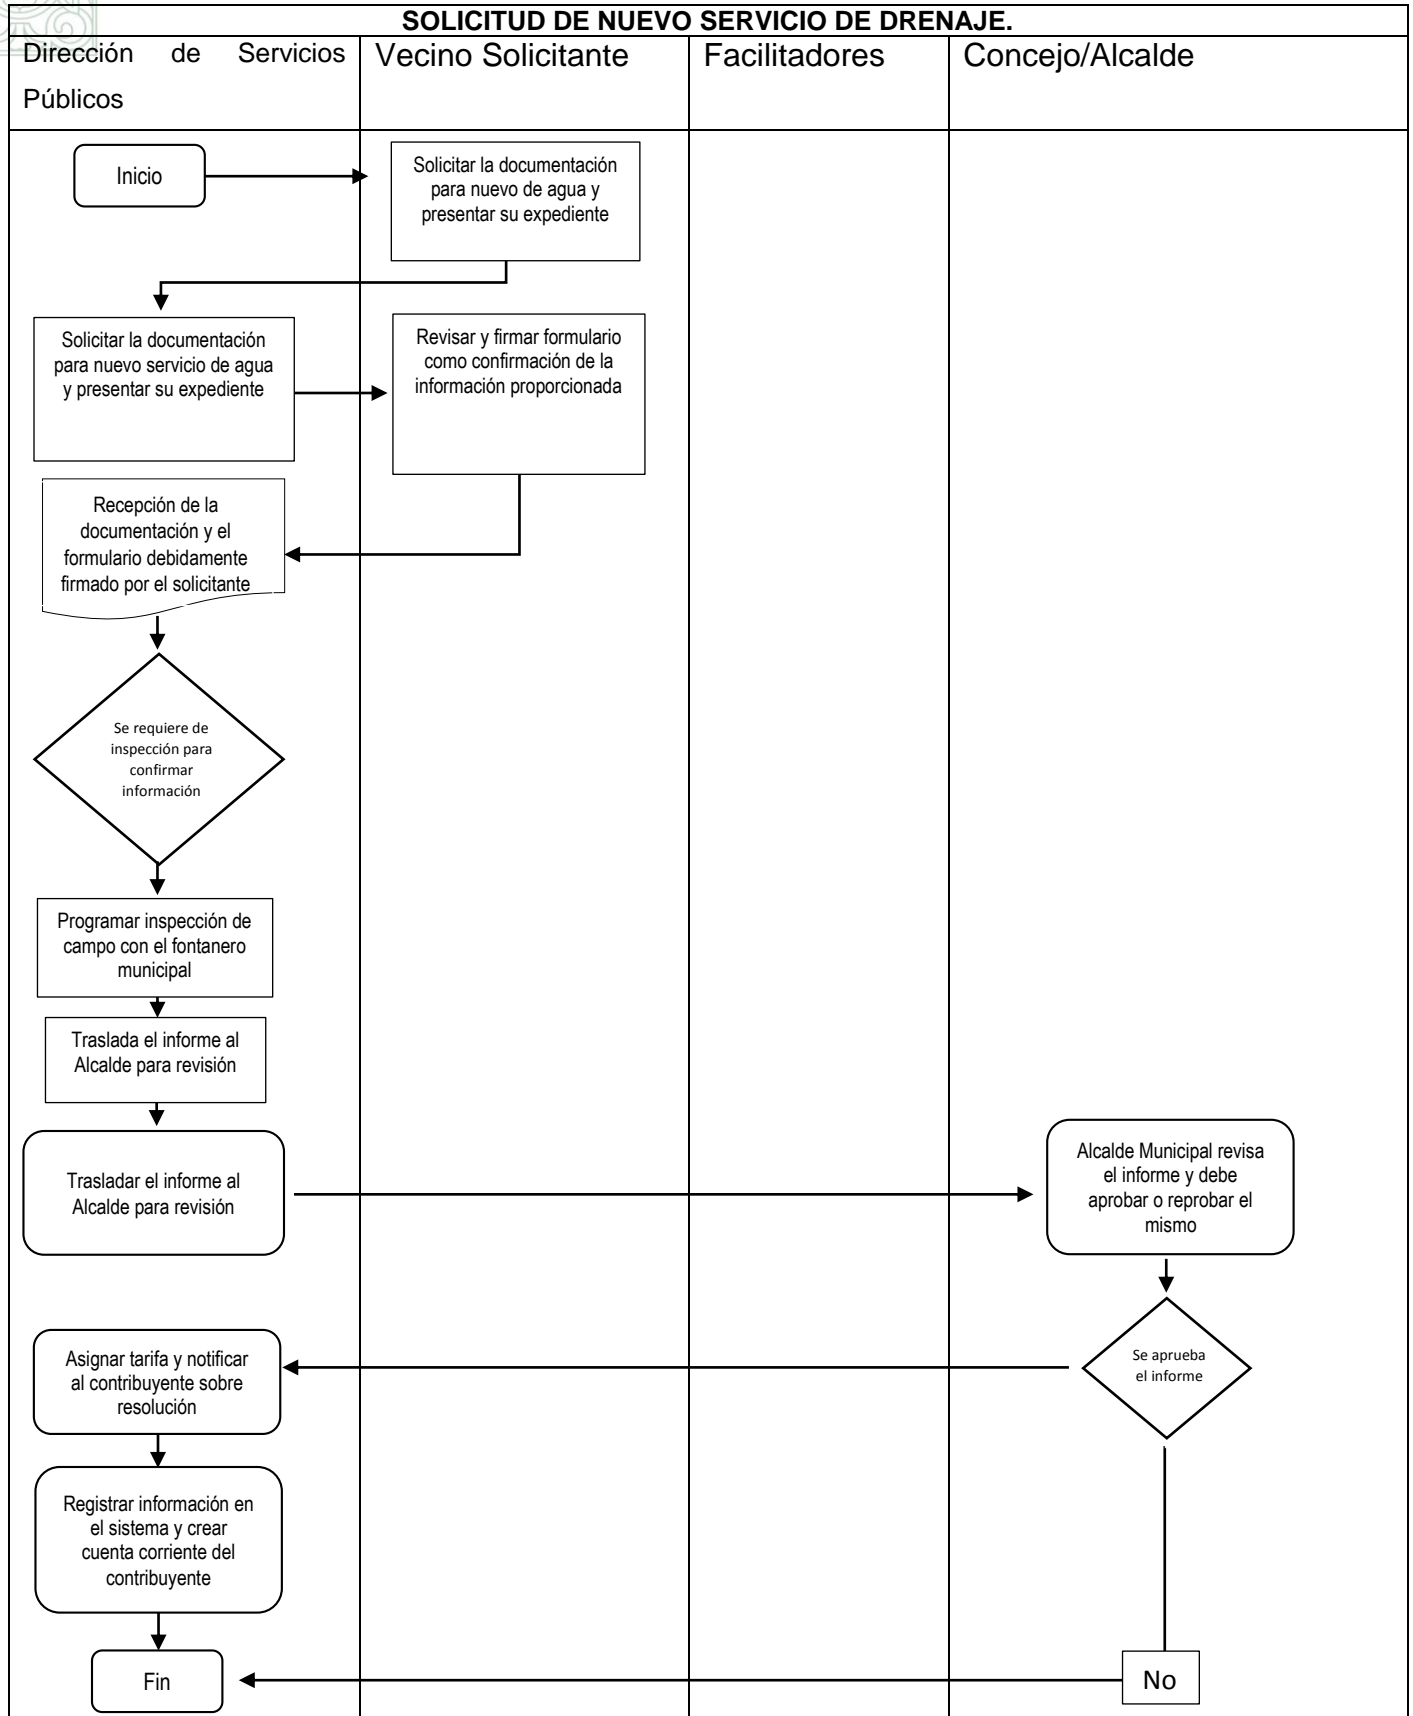 SOLICITUD DE NUEVO SERVICIO DE DRENAJE.
Dirección de Servicios
Públicos
Vecino Solicitante
Facilitadores
Concejo/Alcalde
Inicio
Solicitar la documentación
para nuevo de agua y
presentar su expediente
Solicitar la documentación
para nuevo servicio de agua
y presentar su expediente
Revisar y firmar formulario
como confirmación de la
información proporcionada
Recepción de la
documentación y el
formulario debidamente
firmado por el solicitante
Se requiere de
inspección para
confirmar
información
Programar inspección de
campo con el fontanero
municipal
Traslada el informe al
Alcalde para revisión
Trasladar el informe al
Alcalde para revisión
Alcalde Municipal revisa
el informe y debe
aprobar o reprobar el
mismo
Se aprueba
el informe
Asignar tarifa y notificar
al contribuyente sobre
resolución
Registrar información en
el sistema y crear
cuenta corriente del
contribuyente
Fin
No